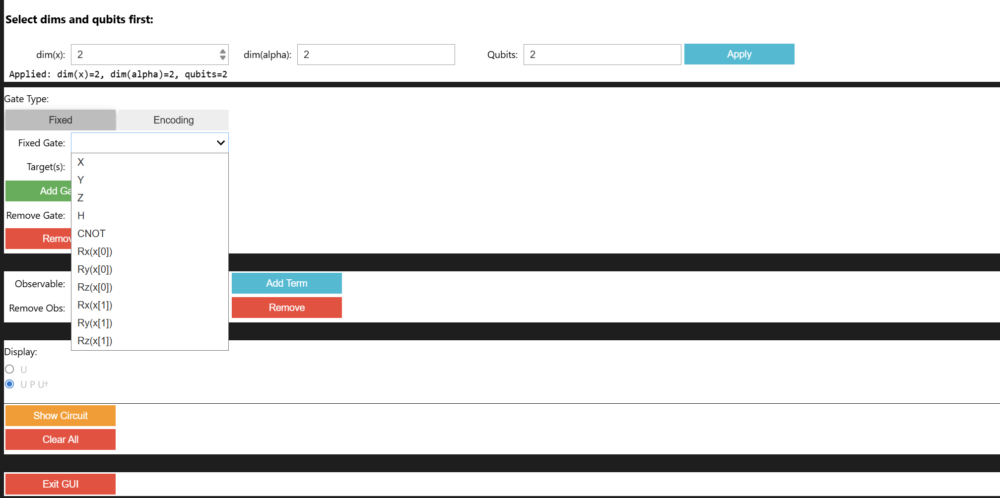 Select dims and qubits first:
dim(x): 2 dim(alpha): 2 Qubits: 2 Apply
Applied: dim(x)=2, dim(alpha)=2, qubits=2
Gate Type:
Fixed Encoding
Fixed Gate:
X
Target(s):
Y
Add Ga
Z
Remove Gate:
H
CNOT
Remov
Rx(x[0])
Ry(x[0])
Observable: Add Term
Rz(x[0])
Rx(x[1])
Remove Obs: Remove
Ry(x[1])
Rz(x[1])
Display:
U
U P U†
Show Circuit
Clear All
Exit GUI